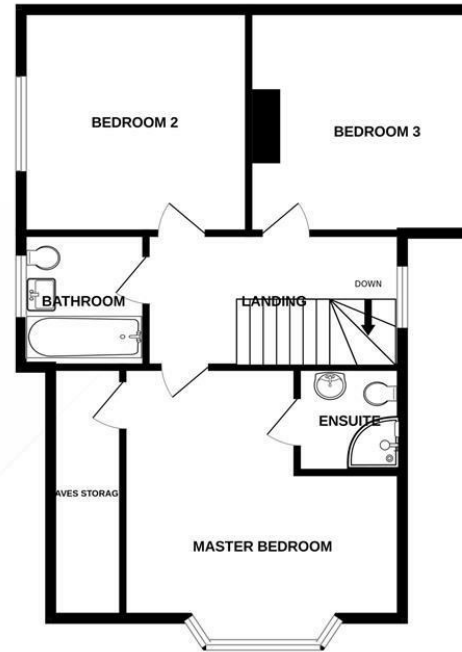 BEDROOM 2
BEDROOM 3
DOWN
BATHROOM
LANDING
ENSUITE
AVES STORAG
MASTER BEDROOM